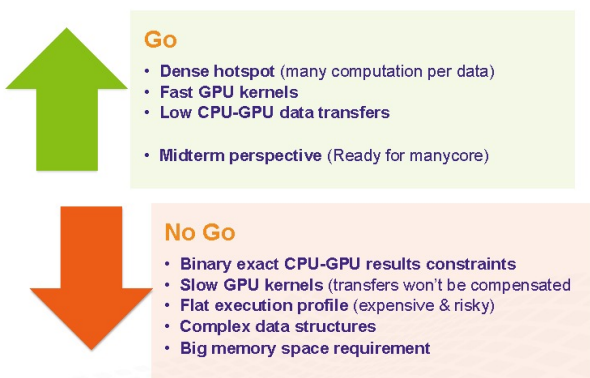 Go
• Dense hotspot (many computation per data)
• Fast GPU kernels
• Low CPU-GPU data transfers
• Midterm perspective (Ready for manycore)
No Go
• Binary exact CPU-GPU results constraints
• Slow GPU kernels (transfers won't be compensated
• Flat execution profile (expensive & risky)
• Complex data structures
• Big memory space requirement